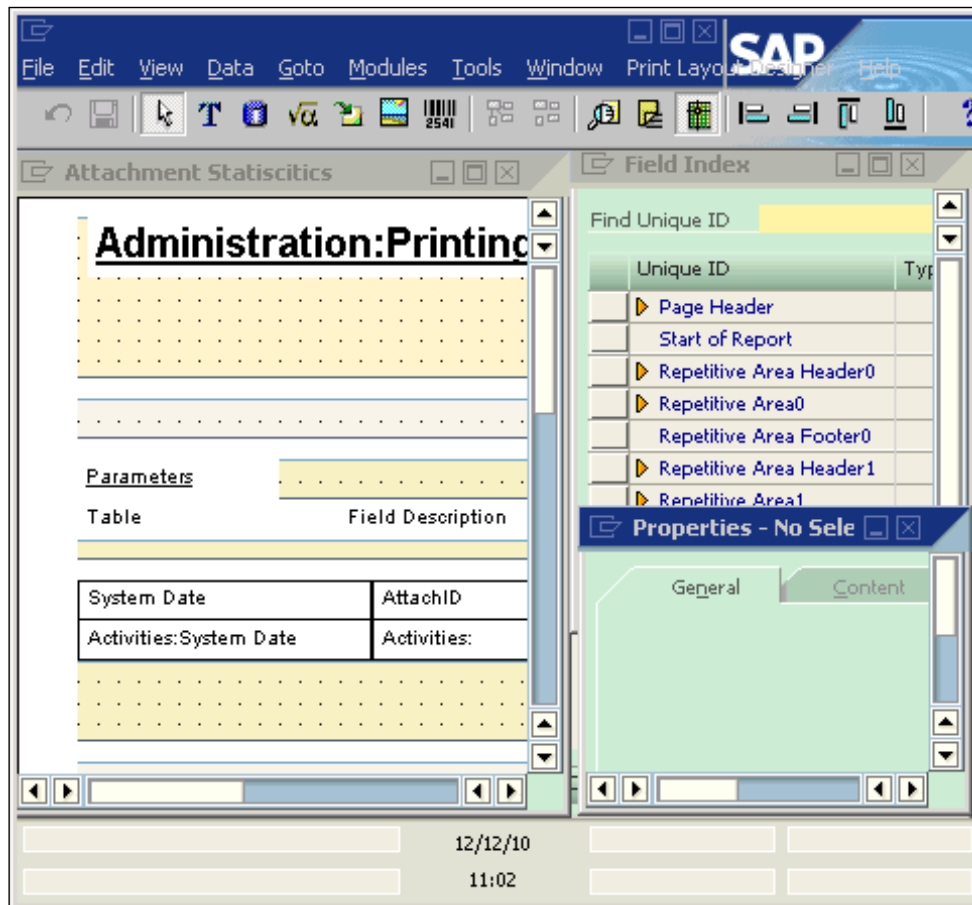 SAP
File Edit View Data Goto Modules Tools Window Print Layout Designer Help
T √α 2541 ?
Attachment Statiscitics
Field Index
Administration:Printing
Find Unique ID
Unique ID Typ
Page Header
Start of Report
Repetitive Area Header0
Repetitive Area0
Repetitive Area Footer0
Repetitive Area Header1
Repetitive Area1
Parameters
Table Field Description
Properties - No Sele
General Content
System Date AttachID
Activities:System Date Activities:
12/12/10
11:02